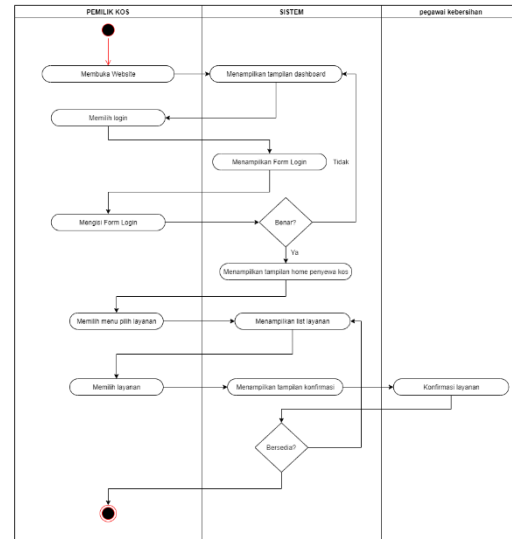 PEMILIK KOS
SISTEM
pegawai kebersihan
Membuka Website
Menampilkan tampilan dashboard
Memilih login
Menampilkan Form Login
Tidak
Mengisi Form Login
Benar?
Ya
Menampilkan tampilan home penyewa kos
Memilih menu pilih layanan
Menampilkan list layanan
Memilih layanan
Menampilkan tampilan konfirmasi
Konfirmasi layanan
Bersedia?